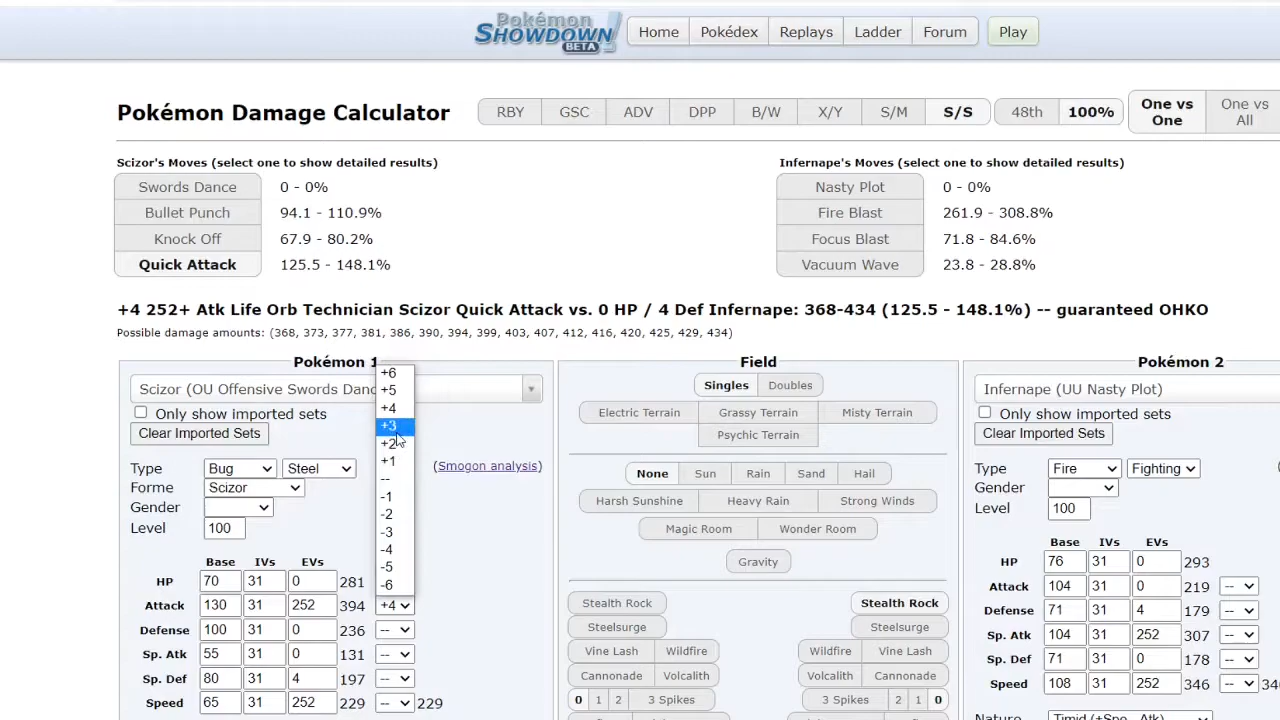 Pokémon
SHOWDOWN!
BETA
Home Pokédex Replays Ladder Forum Play
Pokémon Damage Calculator
RBY GSC ADV DPP B/W X/Y S/M S/S 48th 100% One vs One One vs All
Scizor's Moves (select one to show detailed results)
Swords Dance 0 - 0%
Bullet Punch 94.1 - 110.9%
Knock Off 67.9 - 80.2%
Quick Attack 125.5 - 148.1%
Infernape's Moves (select one to show detailed results)
Nasty Plot 0 - 0%
Fire Blast 261.9 - 308.8%
Focus Blast 71.8 - 84.6%
Vacuum Wave 23.8 - 28.8%
+4 252+ Atk Life Orb Technician Scizor Quick Attack vs. 0 HP / 4 Def Infernape: 368-434 (125.5 - 148.1%) -- guaranteed OHKO
Possible damage amounts: (368, 373, 377, 381, 386, 390, 394, 399, 403, 407, 412, 416, 420, 425, 429, 434)
Pokémon 1
Scizor (OU Offensive Swords Danc
Only show imported sets
Clear Imported Sets
Type Bug Steel (Smogon analysis)
Forme Scizor
Gender
Level 100
Base IVs EVs
HP 70 31 0 281
Attack 130 31 252 394 +4
Defense 100 31 0 236 --
Sp. Atk 55 31 0 131 --
Sp. Def 80 31 4 197 --
Speed 65 31 252 229 -- 229
+6
+5
+4
+3
+2
+1
--
-1
-2
-3
-4
-5
-6
Field
Singles Doubles
Electric Terrain Grassy Terrain Misty Terrain
Psychic Terrain
None Sun Rain Sand Hail
Harsh Sunshine Heavy Rain Strong Winds
Magic Room Wonder Room
Gravity
Stealth Rock Stealth Rock
Steelsurge Steelsurge
Vine Lash Wildfire Wildfire Vine Lash
Cannonade Volcalith Volcalith Cannonade
0 1 2 3 Spikes 3 Spikes 2 1 0
Pokémon 2
Infernape (UU Nasty Plot)
Only show imported sets
Clear Imported Sets
Type Fire Fighting
Gender
Level 100
Base IVs EVs
HP 76 31 0 293
Attack 104 31 0 219 --
Defense 71 31 4 179 --
Sp. Atk 104 31 252 307 --
Sp. Def 71 31 0 178 --
Speed 108 31 252 346 --